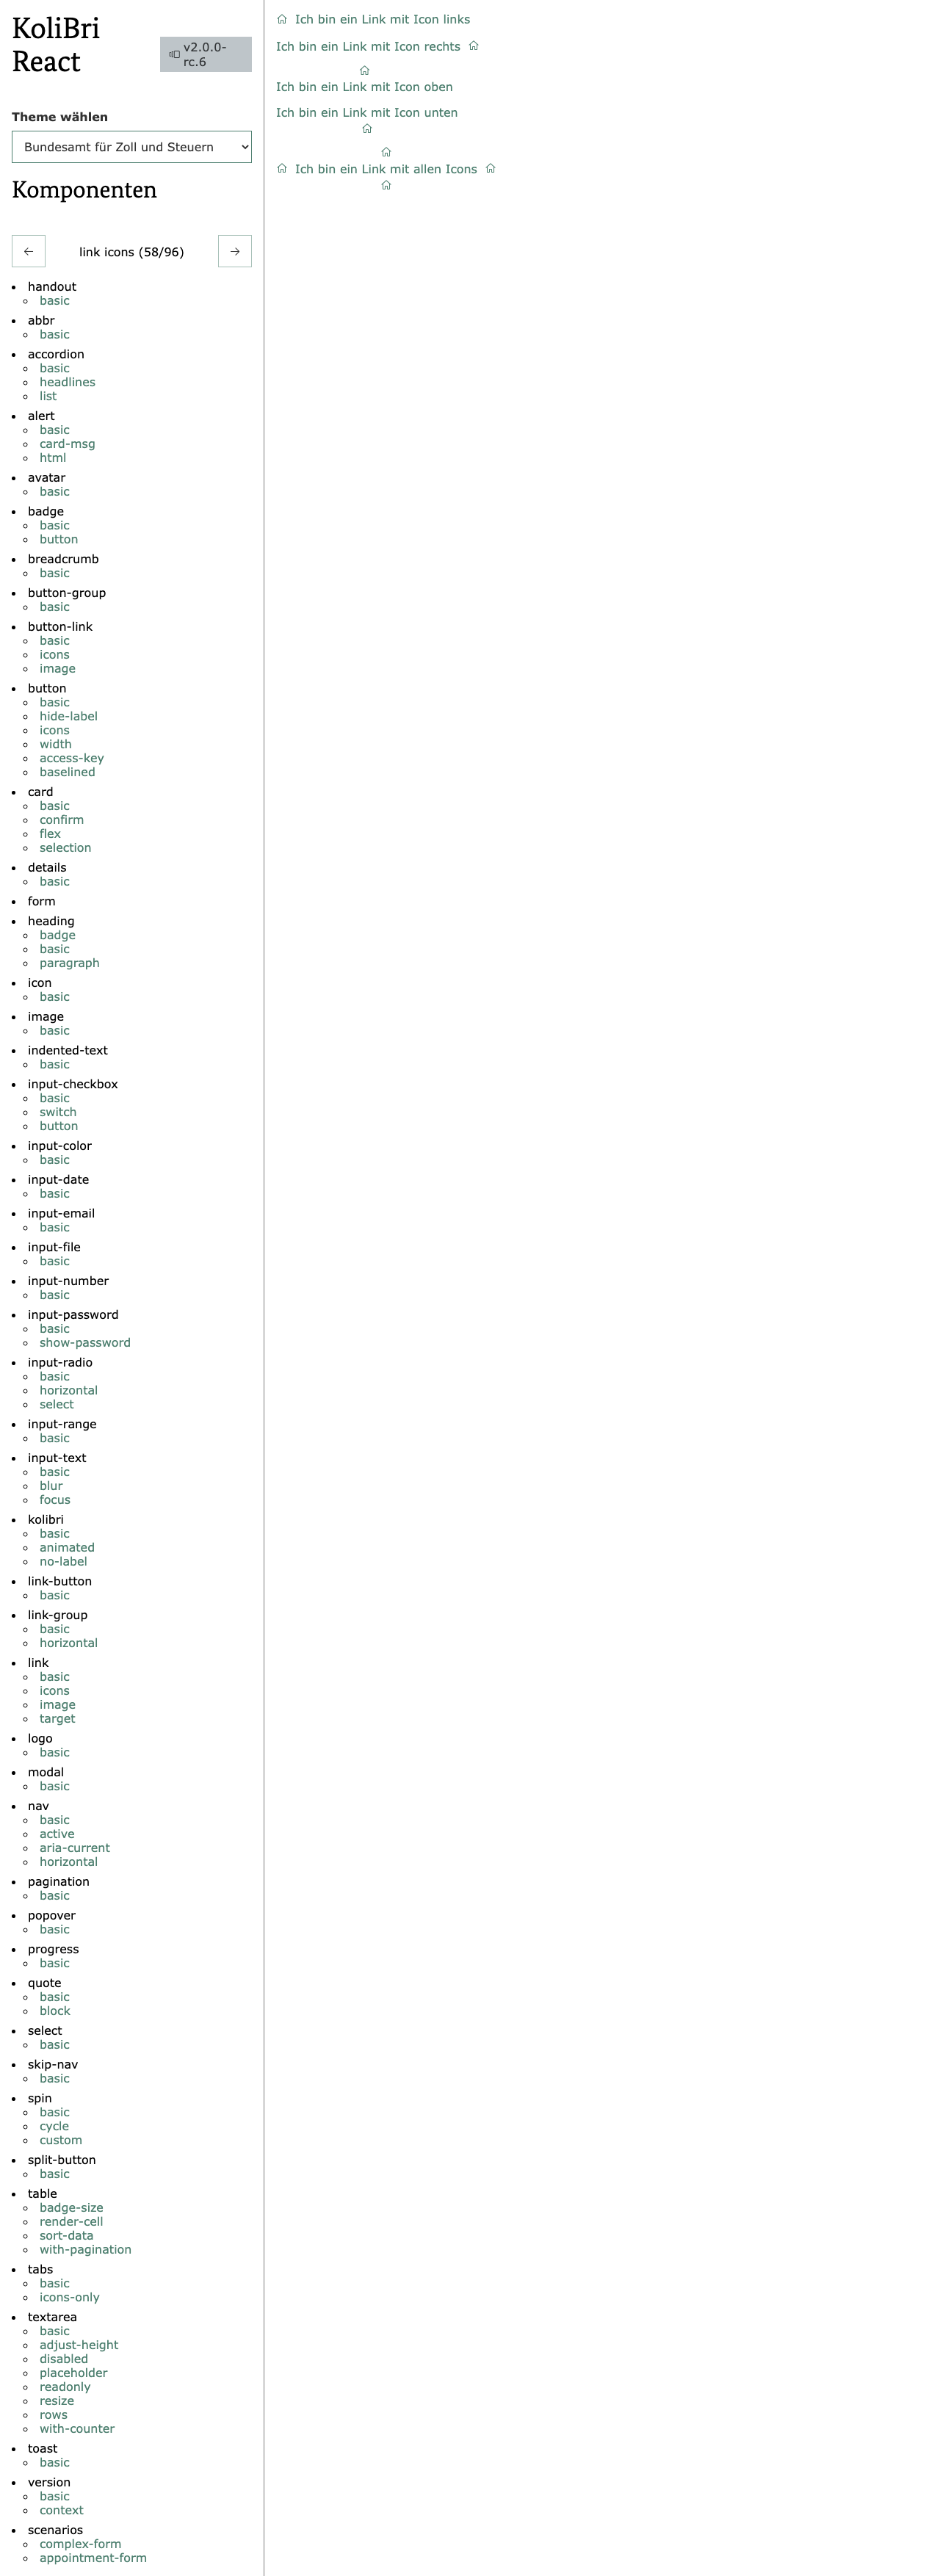 KoliBri
React
v2.0.0-
rc.6
Theme wählen
Bundesamt für Zoll und Steuern
Komponenten
← link icons (58/96) →
handout
basic
abbr
basic
accordion
basic
headlines
list
alert
basic
card-msg
html
avatar
basic
badge
basic
button
breadcrumb
basic
button-group
basic
button-link
basic
icons
image
button
basic
hide-label
icons
width
access-key
baselined
card
basic
confirm
flex
selection
details
basic
form
heading
badge
basic
paragraph
icon
basic
image
basic
indented-text
basic
input-checkbox
basic
switch
button
input-color
basic
input-date
basic
input-email
basic
input-file
basic
input-number
basic
input-password
basic
show-password
input-radio
basic
horizontal
select
input-range
basic
input-text
basic
blur
focus
kolibri
basic
animated
no-label
link-button
basic
link-group
basic
horizontal
link
basic
icons
image
target
logo
basic
modal
basic
nav
basic
active
aria-current
horizontal
pagination
basic
popover
basic
progress
basic
quote
basic
block
select
basic
skip-nav
basic
spin
basic
cycle
custom
split-button
basic
table
badge-size
render-cell
sort-data
with-pagination
tabs
basic
icons-only
textarea
basic
adjust-height
disabled
placeholder
readonly
resize
rows
with-counter
toast
basic
version
basic
context
scenarios
complex-form
appointment-form
Ich bin ein Link mit Icon links
Ich bin ein Link mit Icon rechts
Ich bin ein Link mit Icon oben
Ich bin ein Link mit Icon unten
Ich bin ein Link mit allen Icons